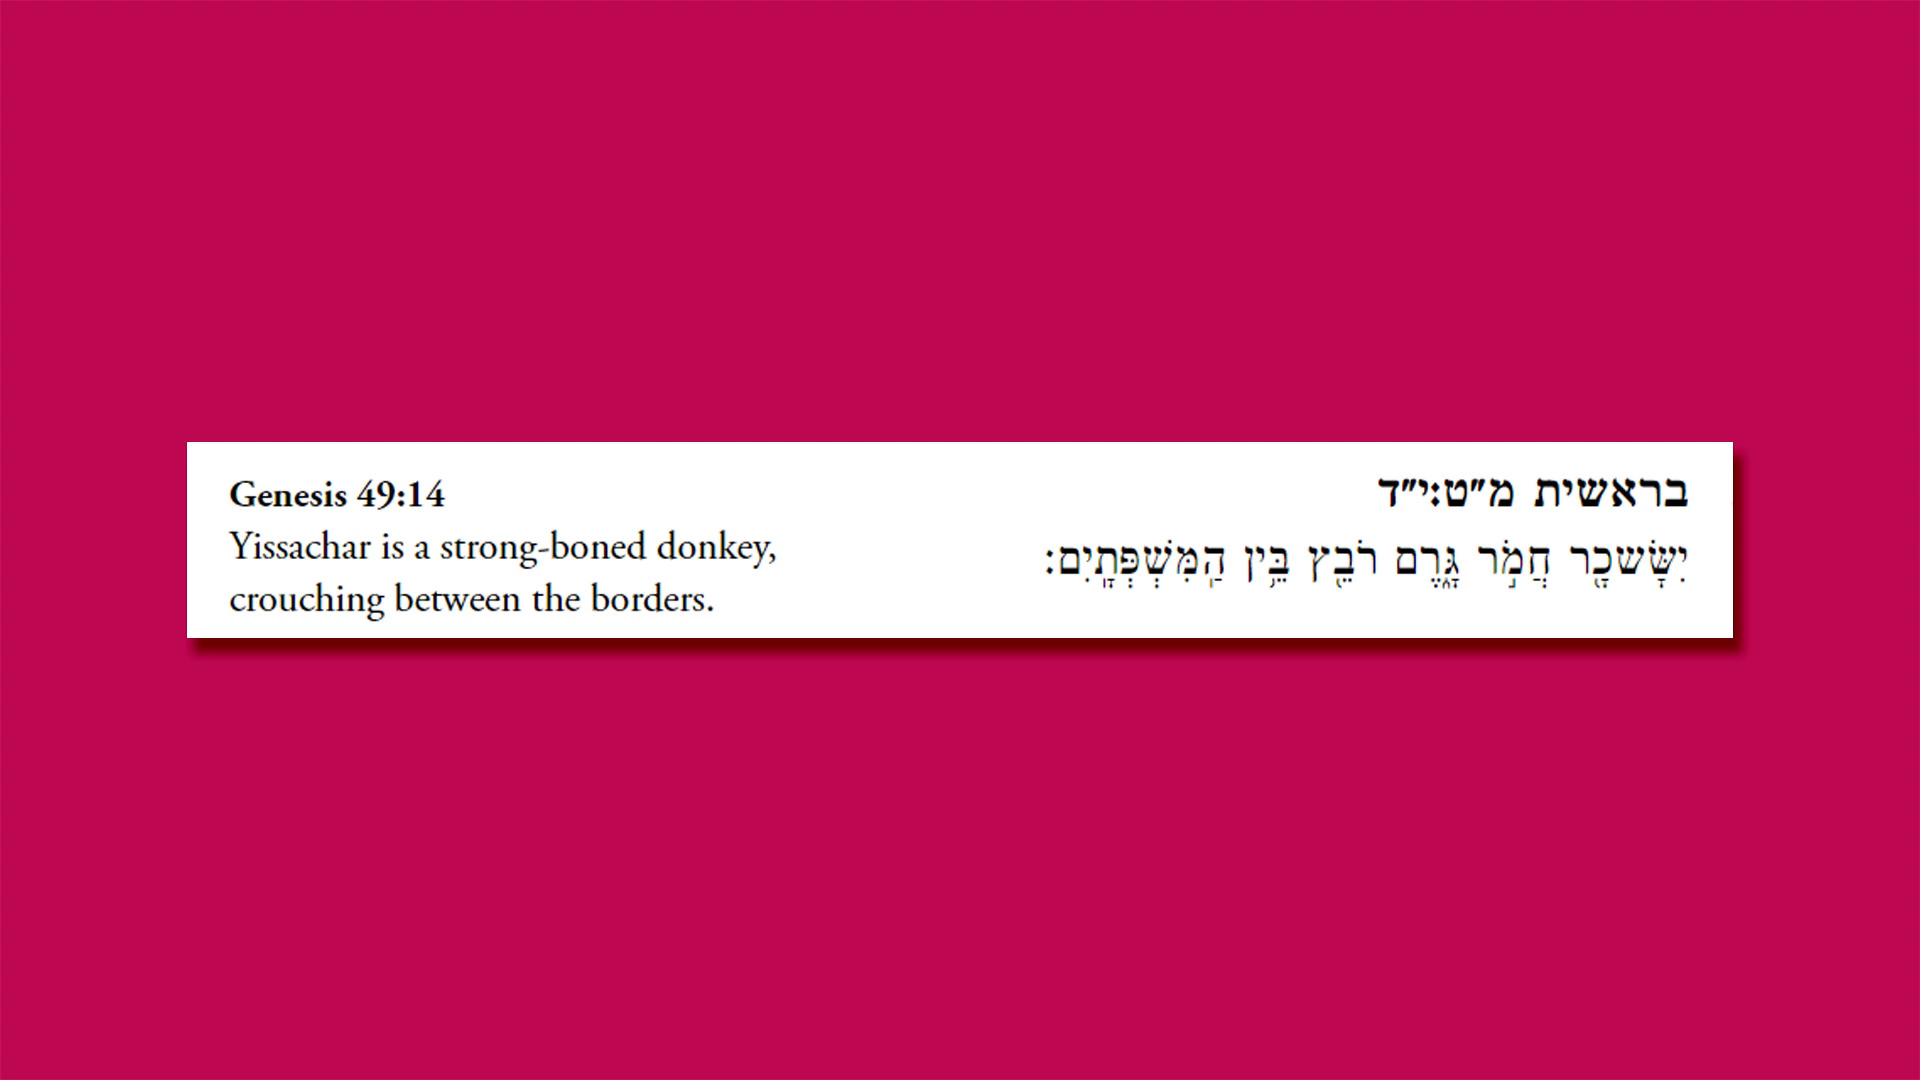 Genesis 49:14
Yissachar is a strong-boned donkey,
crouching between the borders.
בראשית מ״ט:י״ד
יִשָּׂשכָ֖ר חֲמֹ֣ר גָּ֑רֶם רֹבֵ֖ץ בֵּ֥ין הַֽמִּשְׁפְּתָֽיִם׃